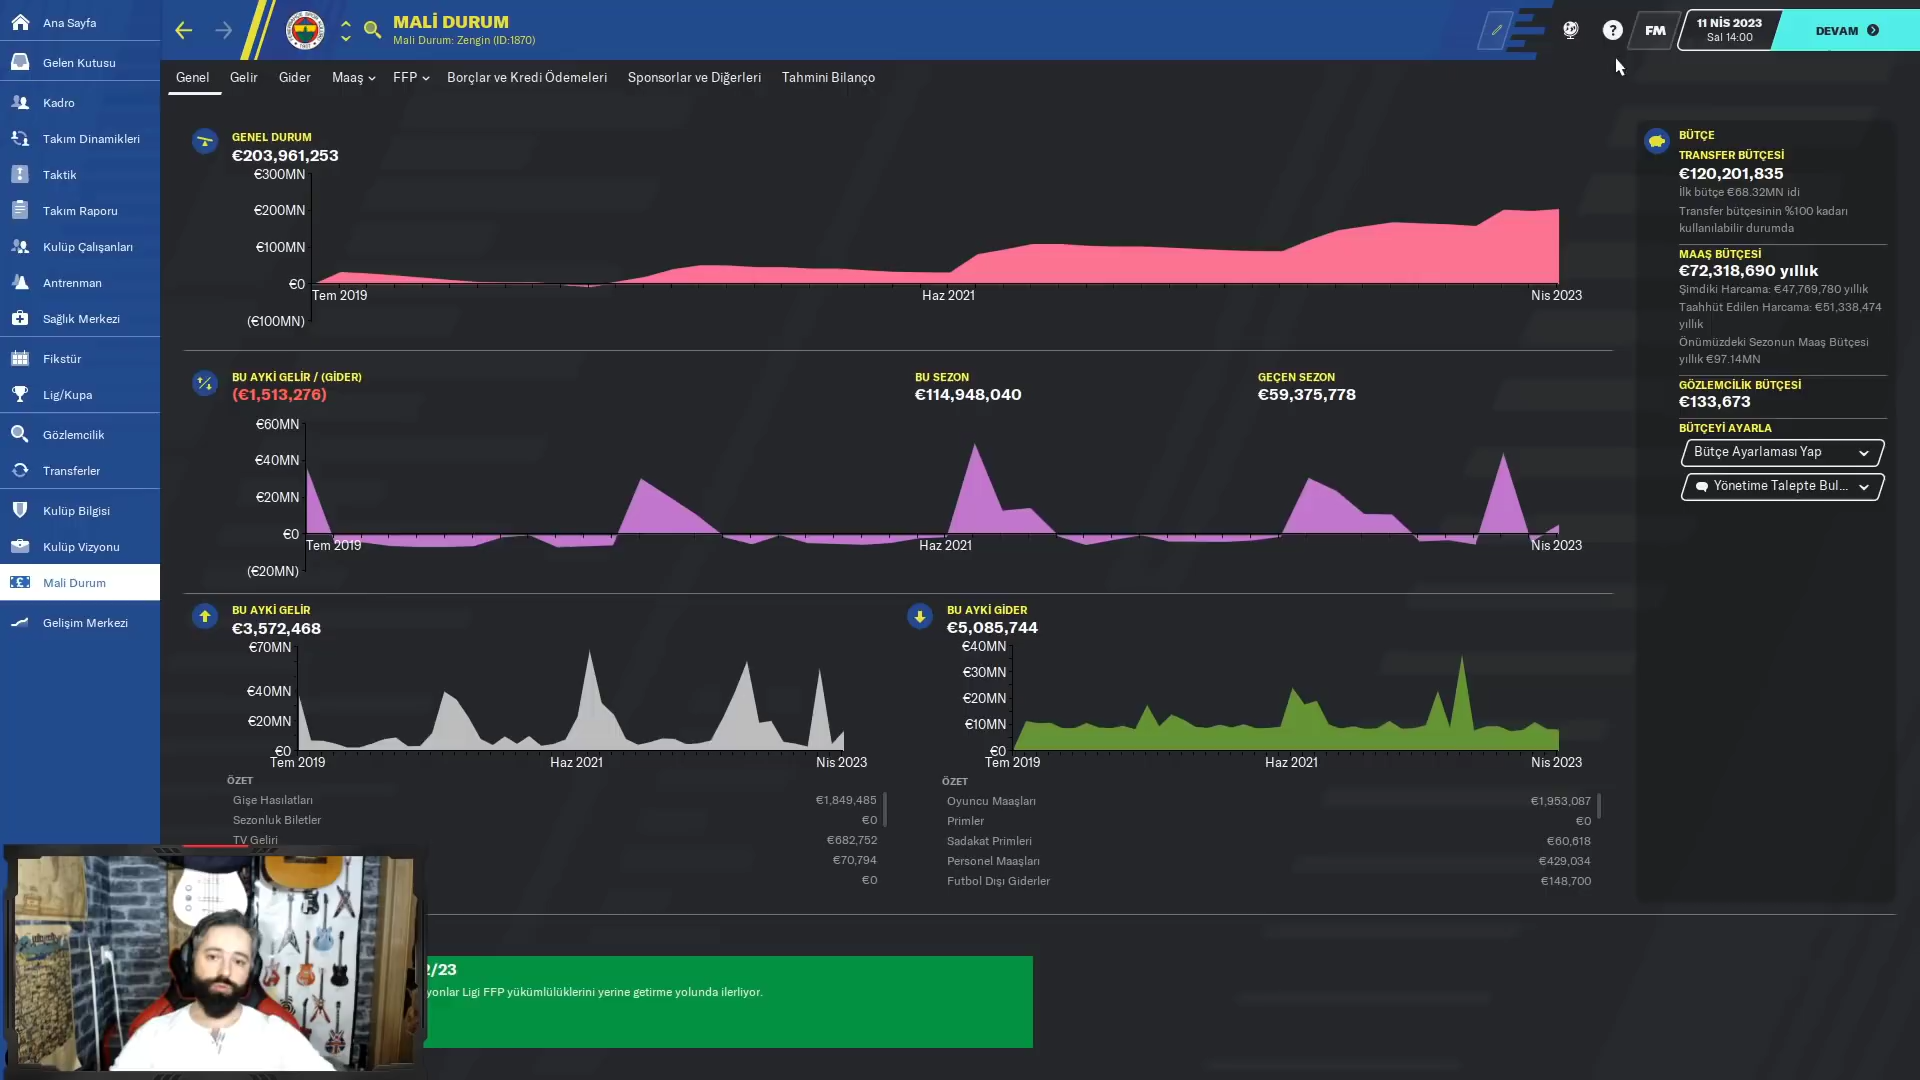 Ana Sayfa
Gelen Kutusu
Kadro
Takım Dinamikleri
Taktik
Takım Raporu
Kulüp Çalışanları
Antrenman
Sağlık Merkezi
Fikstür
Lig/Kupa
Gözlemcilik
Transferler
Kulüp Bilgisi
Kulüp Vizyonu
Mali Durum
Gelişim Merkezi
MALİ DURUM
Mali Durum: Zengin (ID:1870)
?
FM
11 NİS 2023
Sal 14:00
DEVAM
Genel Gelir Gider Maaş FFP Borçlar ve Kredi Ödemeleri Sponsorlar ve Diğerleri Tahmini Bilanço
GENEL DURUM
€203,961,253
€300MN
€200MN
€100MN
€0
(€100MN)
Tem 2019 Haz 2021 Nis 2023
BU AYKİ GELİR / (GİDER)
(€1,513,276)
BU SEZON
€114,948,040
GEÇEN SEZON
€59,375,778
€60MN
€40MN
€20MN
€0
(€20MN)
Tem 2019 Haz 2021 Nis 2023
BU AYKİ GELİR
€3,572,468
€70MN
€40MN
€20MN
€0
Tem 2019 Haz 2021 Nis 2023
ÖZET
Gişe Hasılatları €1,849,485
Sezonluk Biletler €0
TV Geliri €682,752
€70,794
€0
BU AYKİ GİDER
€5,085,744
€40MN
€30MN
€20MN
€10MN
€0
Tem 2019 Haz 2021 Nis 2023
ÖZET
Oyuncu Maaşları €1,953,087
Primler €0
Sadakat Primleri €60,618
Personel Maaşları €429,034
Futbol Dışı Giderler €148,700
BÜTÇE
TRANSFER BÜTÇESİ
€120,201,835
İlk bütçe €68.32MN idi
Transfer bütçesinin %100 kadarı
kullanılabilir durumda
MAAŞ BÜTÇESİ
€72,318,690 yıllık
Şimdiki Harcama: €47,769,780 yıllık
Taahhüt Edilen Harcama: €51,338,474
yıllık
Önümüzdeki Sezonun Maaş Bütçesi
yıllık €97.14MN
GÖZLEMCİLİK BÜTÇESİ
€133,673
BÜTÇEYİ AYARLA
Bütçe Ayarlaması Yap
Yönetime Talepte Bul...
2/23
yonlar Ligi FFP yükümlülüklerini yerine getirme yolunda ilerliyor.